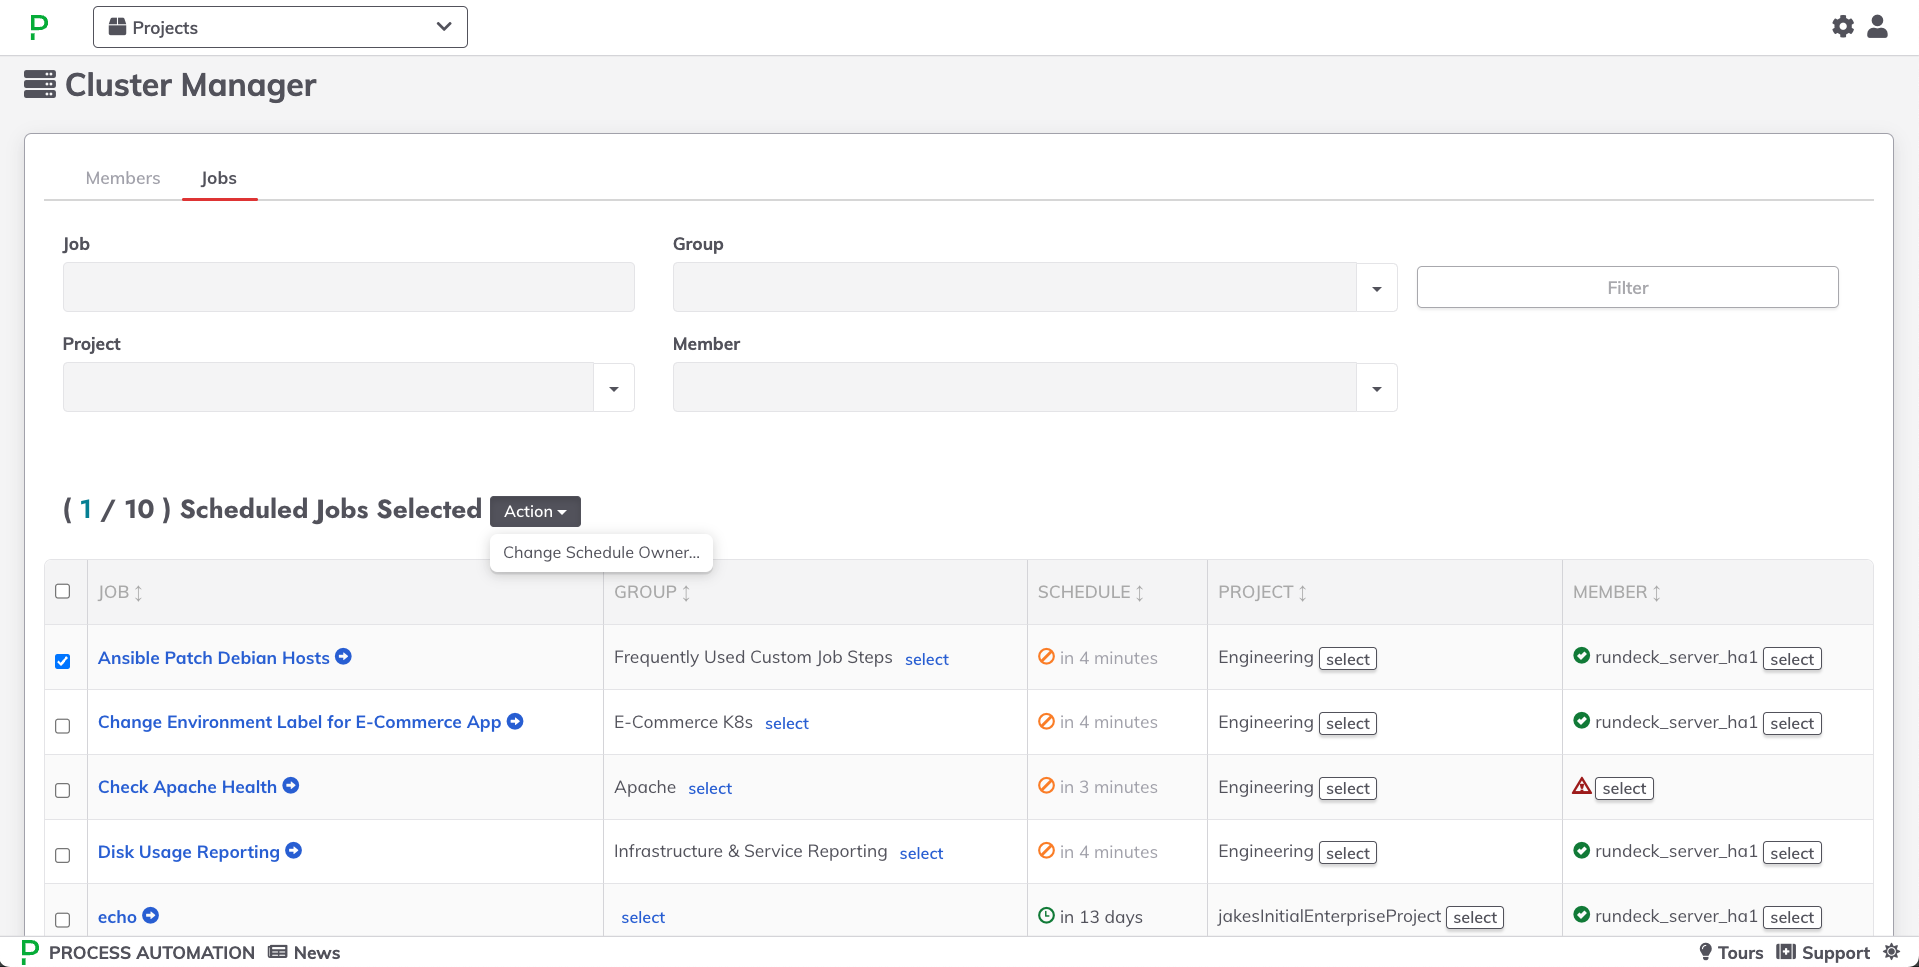 Projects
Cluster Manager
Members Jobs
Job Group
Filter
Project Member
( 1 / 10 ) Scheduled Jobs Selected Action
Change Schedule Owner...
JOB GROUP SCHEDULE PROJECT MEMBER
Ansible Patch Debian Hosts Frequently Used Custom Job Steps select in 4 minutes Engineering select rundeck_server_ha1 select
Change Environment Label for E-Commerce App E-Commerce K8s select in 4 minutes Engineering select rundeck_server_ha1 select
Check Apache Health Apache select in 3 minutes Engineering select select
Disk Usage Reporting Infrastructure & Service Reporting select in 4 minutes Engineering select rundeck_server_ha1 select
echo select in 13 days jakesInitialEnterpriseProject select rundeck_server_ha1 select
PROCESS AUTOMATION News Tours Support